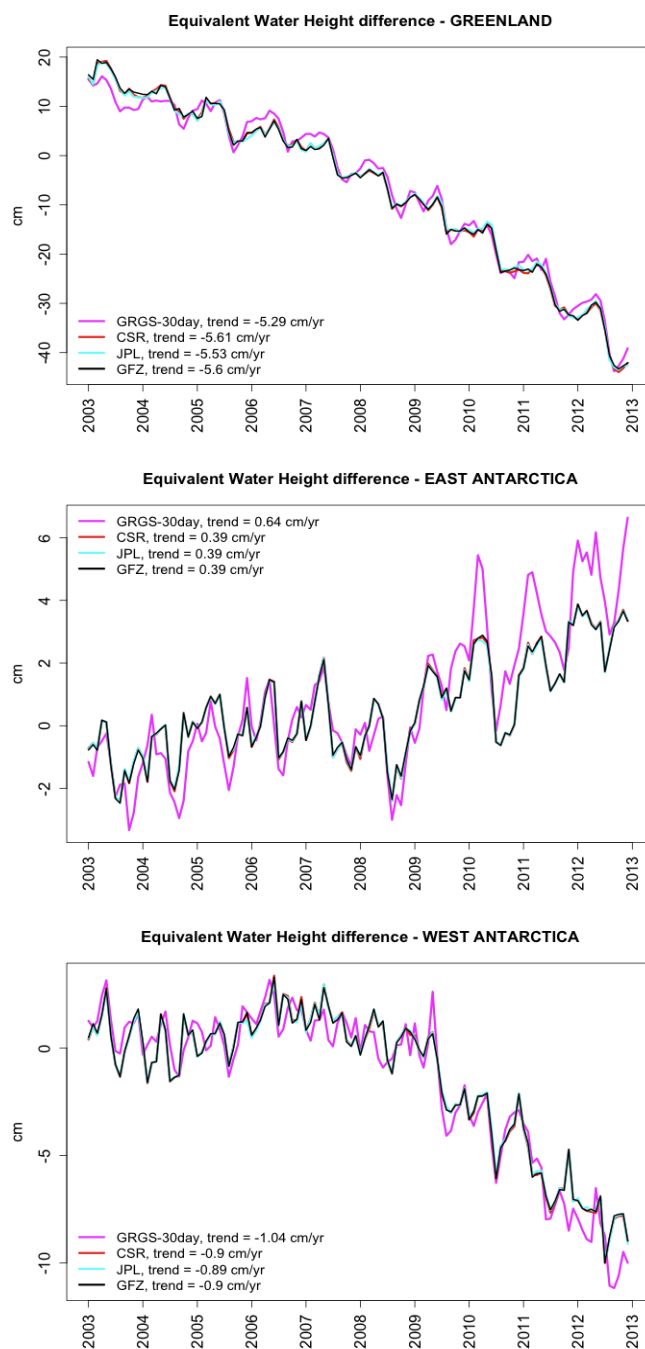 Equivalent Water Height difference - GREENLAND
20
10
0
-10
-20
-30
-40
cm
GRGS-30day, trend = -5.29 cm/yr
CSR, trend = -5.61 cm/yr
JPL, trend = -5.53 cm/yr
GFZ, trend = -5.6 cm/yr
2003 2004 2005 2006 2007 2008 2009 2010 2011 2012 2013
Equivalent Water Height difference - EAST ANTARCTICA
GRGS-30day, trend = 0.64 cm/yr
CSR, trend = 0.39 cm/yr
JPL, trend = 0.39 cm/yr
GFZ, trend = 0.39 cm/yr
6
4
2
0
-2
cm
2003 2004 2005 2006 2007 2008 2009 2010 2011 2012 2013
Equivalent Water Height difference - WEST ANTARCTICA
0
-5
-10
cm
GRGS-30day, trend = -1.04 cm/yr
CSR, trend = -0.9 cm/yr
JPL, trend = -0.89 cm/yr
GFZ, trend = -0.9 cm/yr
2003 2004 2005 2006 2007 2008 2009 2010 2011 2012 2013